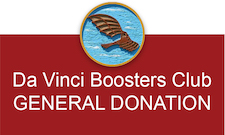 Da Vinci Boosters Club
GENERAL DONATION